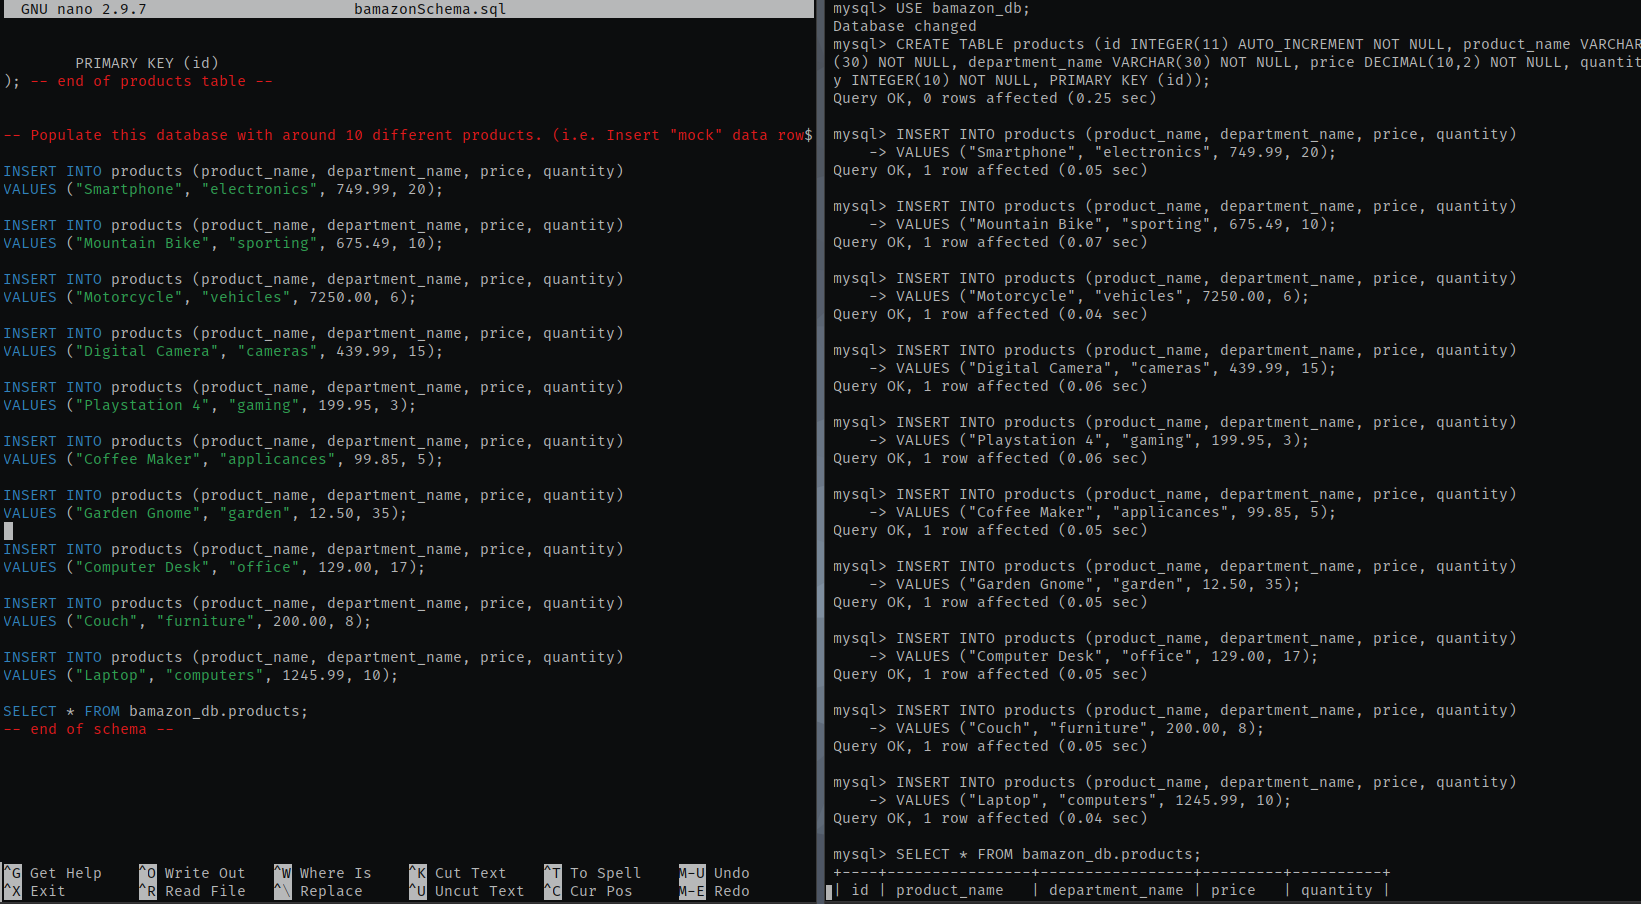 GNU nano 2.9.7 bamazonSchema.sql
PRIMARY KEY (id)
); -- end of products table --
-- Populate this database with around 10 different products. (i.e. Insert "mock" data row$
INSERT INTO products (product_name, department_name, price, quantity)
VALUES ("Smartphone", "electronics", 749.99, 20);
INSERT INTO products (product_name, department_name, price, quantity)
VALUES ("Mountain Bike", "sporting", 675.49, 10);
INSERT INTO products (product_name, department_name, price, quantity)
VALUES ("Motorcycle", "vehicles", 7250.00, 6);
INSERT INTO products (product_name, department_name, price, quantity)
VALUES ("Digital Camera", "cameras", 439.99, 15);
INSERT INTO products (product_name, department_name, price, quantity)
VALUES ("Playstation 4", "gaming", 199.95, 3);
INSERT INTO products (product_name, department_name, price, quantity)
VALUES ("Coffee Maker", "applicances", 99.85, 5);
INSERT INTO products (product_name, department_name, price, quantity)
VALUES ("Garden Gnome", "garden", 12.50, 35);
INSERT INTO products (product_name, department_name, price, quantity)
VALUES ("Computer Desk", "office", 129.00, 17);
INSERT INTO products (product_name, department_name, price, quantity)
VALUES ("Couch", "furniture", 200.00, 8);
INSERT INTO products (product_name, department_name, price, quantity)
VALUES ("Laptop", "computers", 1245.99, 10);
SELECT * FROM bamazon_db.products;
-- end of schema --
^G Get Help ^O Write Out ^W Where Is ^K Cut Text ^T To Spell M-U Undo
^X Exit ^R Read File ^\ Replace ^U Uncut Text ^C Cur Pos M-E Redo
mysql> USE bamazon_db;
Database changed
mysql> CREATE TABLE products (id INTEGER(11) AUTO_INCREMENT NOT NULL, product_name VARCHAR
(30) NOT NULL, department_name VARCHAR(30) NOT NULL, price DECIMAL(10,2) NOT NULL, quantit
y INTEGER(10) NOT NULL, PRIMARY KEY (id));
Query OK, 0 rows affected (0.25 sec)
mysql> INSERT INTO products (product_name, department_name, price, quantity)
-> VALUES ("Smartphone", "electronics", 749.99, 20);
Query OK, 1 row affected (0.05 sec)
mysql> INSERT INTO products (product_name, department_name, price, quantity)
-> VALUES ("Mountain Bike", "sporting", 675.49, 10);
Query OK, 1 row affected (0.07 sec)
mysql> INSERT INTO products (product_name, department_name, price, quantity)
-> VALUES ("Motorcycle", "vehicles", 7250.00, 6);
Query OK, 1 row affected (0.04 sec)
mysql> INSERT INTO products (product_name, department_name, price, quantity)
-> VALUES ("Digital Camera", "cameras", 439.99, 15);
Query OK, 1 row affected (0.06 sec)
mysql> INSERT INTO products (product_name, department_name, price, quantity)
-> VALUES ("Playstation 4", "gaming", 199.95, 3);
Query OK, 1 row affected (0.06 sec)
mysql> INSERT INTO products (product_name, department_name, price, quantity)
-> VALUES ("Coffee Maker", "applicances", 99.85, 5);
Query OK, 1 row affected (0.05 sec)
mysql> INSERT INTO products (product_name, department_name, price, quantity)
-> VALUES ("Garden Gnome", "garden", 12.50, 35);
Query OK, 1 row affected (0.05 sec)
mysql> INSERT INTO products (product_name, department_name, price, quantity)
-> VALUES ("Computer Desk", "office", 129.00, 17);
Query OK, 1 row affected (0.05 sec)
mysql> INSERT INTO products (product_name, department_name, price, quantity)
-> VALUES ("Couch", "furniture", 200.00, 8);
Query OK, 1 row affected (0.05 sec)
mysql> INSERT INTO products (product_name, department_name, price, quantity)
-> VALUES ("Laptop", "computers", 1245.99, 10);
Query OK, 1 row affected (0.04 sec)
mysql> SELECT * FROM bamazon_db.products;
+----+----------------+-----------------+---------+----------+
| id | product_name | department_name | price | quantity |